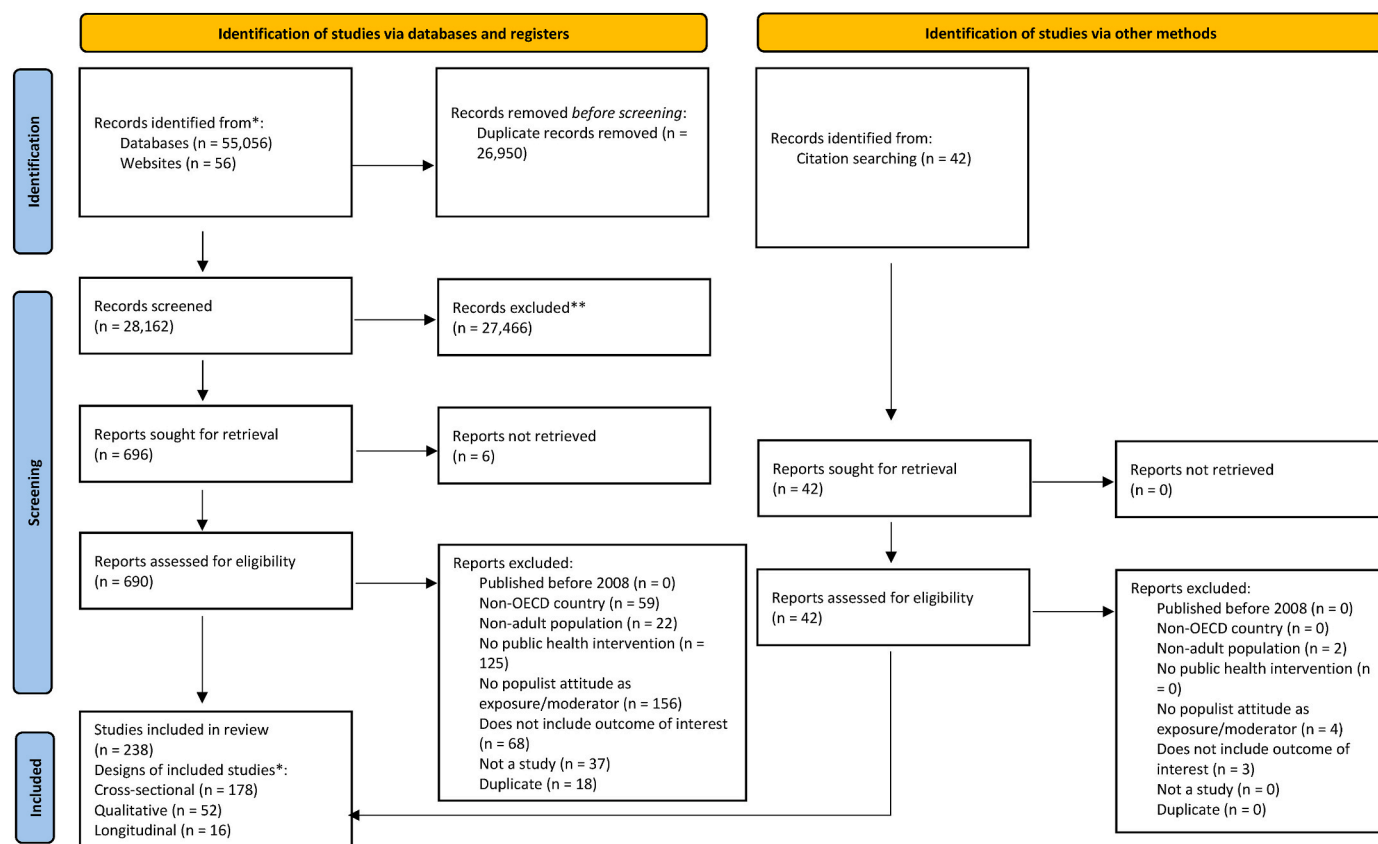 Identification of studies via databases and registers
Identification of studies via other methods
Identification
Records identified from*:
Databases (n = 55,056)
Websites (n = 56)
Records removed before screening:
Duplicate records removed (n =
26,950)
Records identified from:
Citation searching (n = 42)
Screening
Records screened
(n = 28,162)
Records excluded**
(n = 27,466)
Reports sought for retrieval
(n = 696)
Reports not retrieved
(n = 6)
Reports sought for retrieval
(n = 42)
Reports not retrieved
(n = 0)
Reports assessed for eligibility
(n = 690)
Reports excluded:
Published before 2008 (n = 0)
Non-OECD country (n = 59)
Non-adult population (n = 22)
No public health intervention (n =
125)
No populist attitude as
exposure/moderator (n = 156)
Does not include outcome of interest
(n = 68)
Not a study (n = 37)
Duplicate (n = 18)
Reports assessed for eligibility
(n = 42)
Reports excluded:
Published before 2008 (n = 0)
Non-OECD country (n = 0)
Non-adult population (n = 2)
No public health intervention (n
= 0)
No populist attitude as
exposure/moderator (n = 4)
Does not include outcome of
interest (n = 3)
Not a study (n = 0)
Duplicate (n = 0)
Included
Studies included in review
(n = 238)
Designs of included studies*:
Cross-sectional (n = 178)
Qualitative (n = 52)
Longitudinal (n = 16)